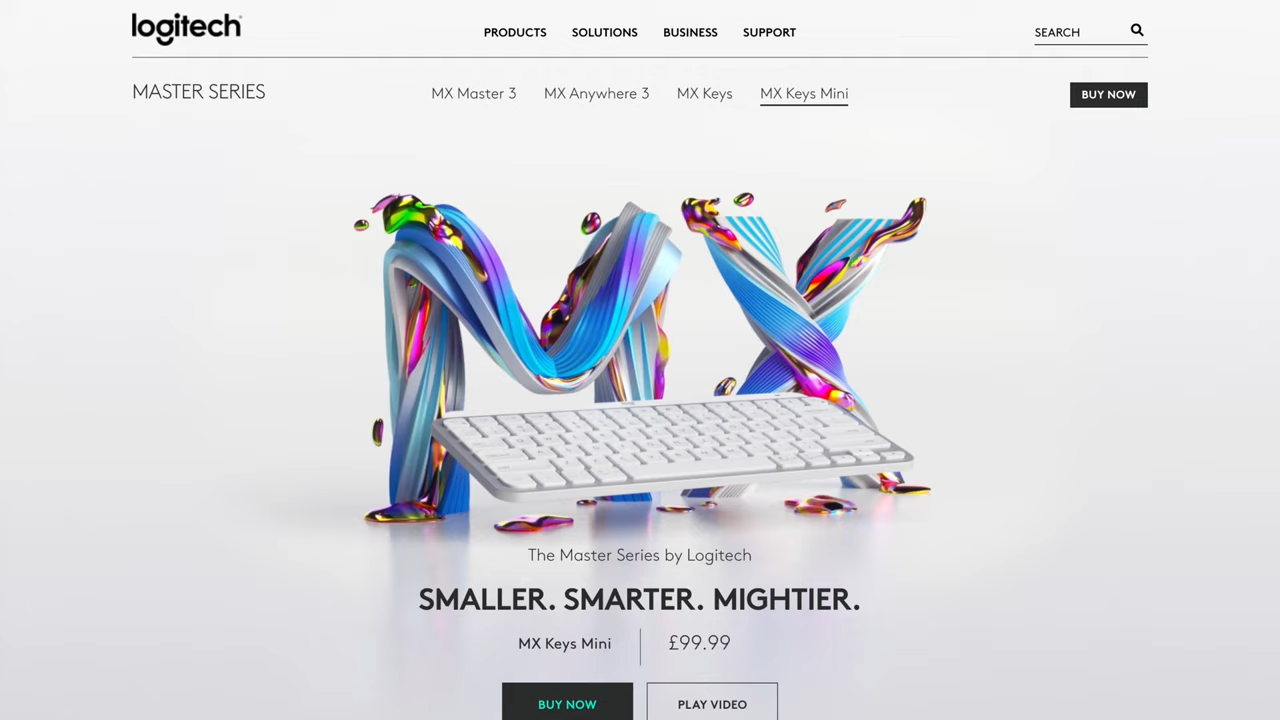 logitech
PRODUCTS SOLUTIONS BUSINESS SUPPORT
SEARCH
MASTER SERIES
MX Master 3 MX Anywhere 3 MX Keys MX Keys Mini
BUY NOW
MX
The Master Series by Logitech
SMALLER. SMARTER. MIGHTIER.
MX Keys Mini £99.99
BUY NOW PLAY VIDEO